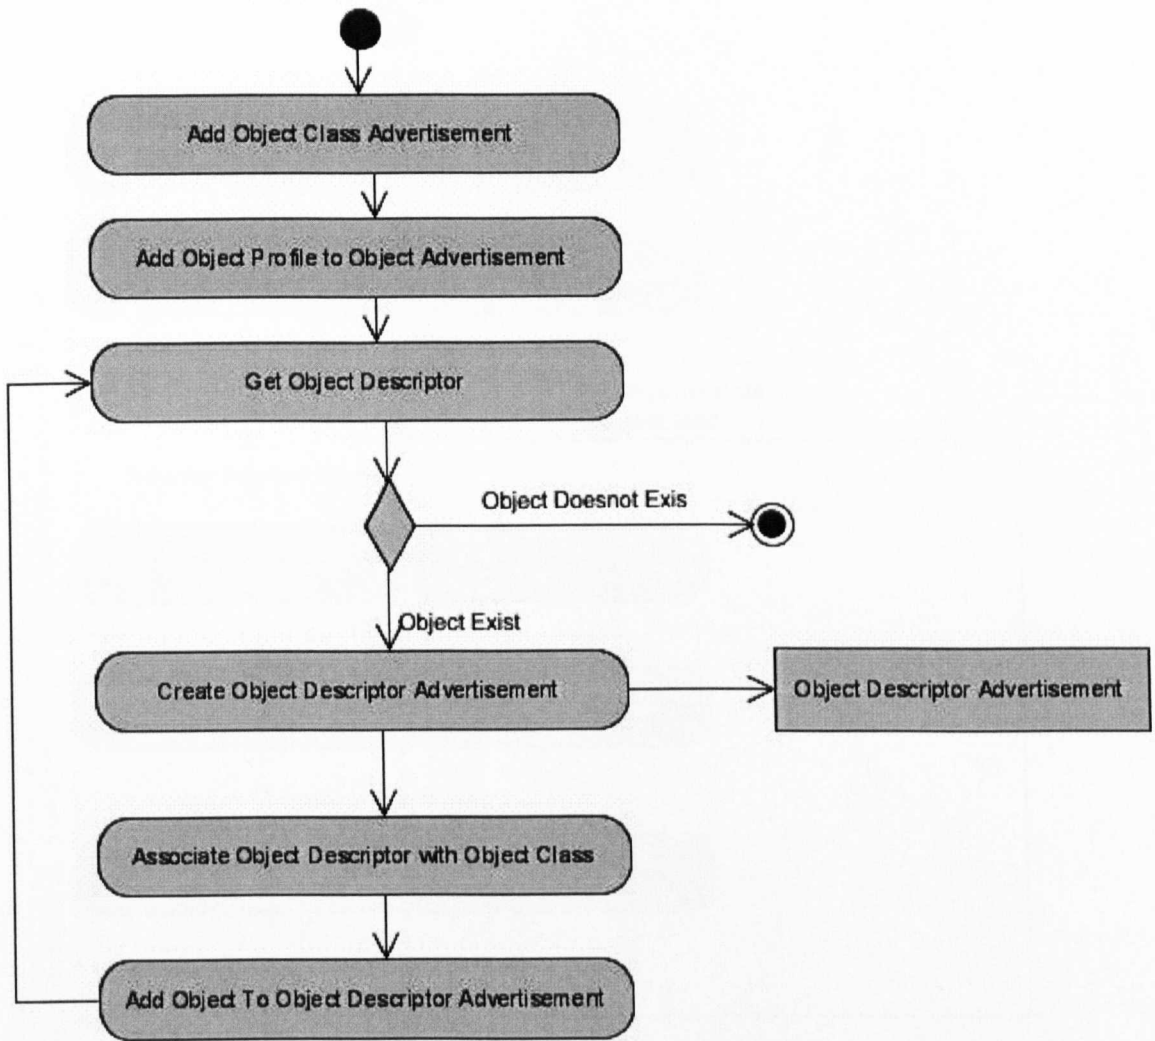 Add Object Class Advertisement
Add Object Profile to Object Advertisement
Get Object Descriptor
Object Doesnot Exis
Object Exist
Create Object Descriptor Advertisement
Object Descriptor Advertisement
Associate Object Descriptor with Object Class
Add Object To Object Descriptor Advertisement